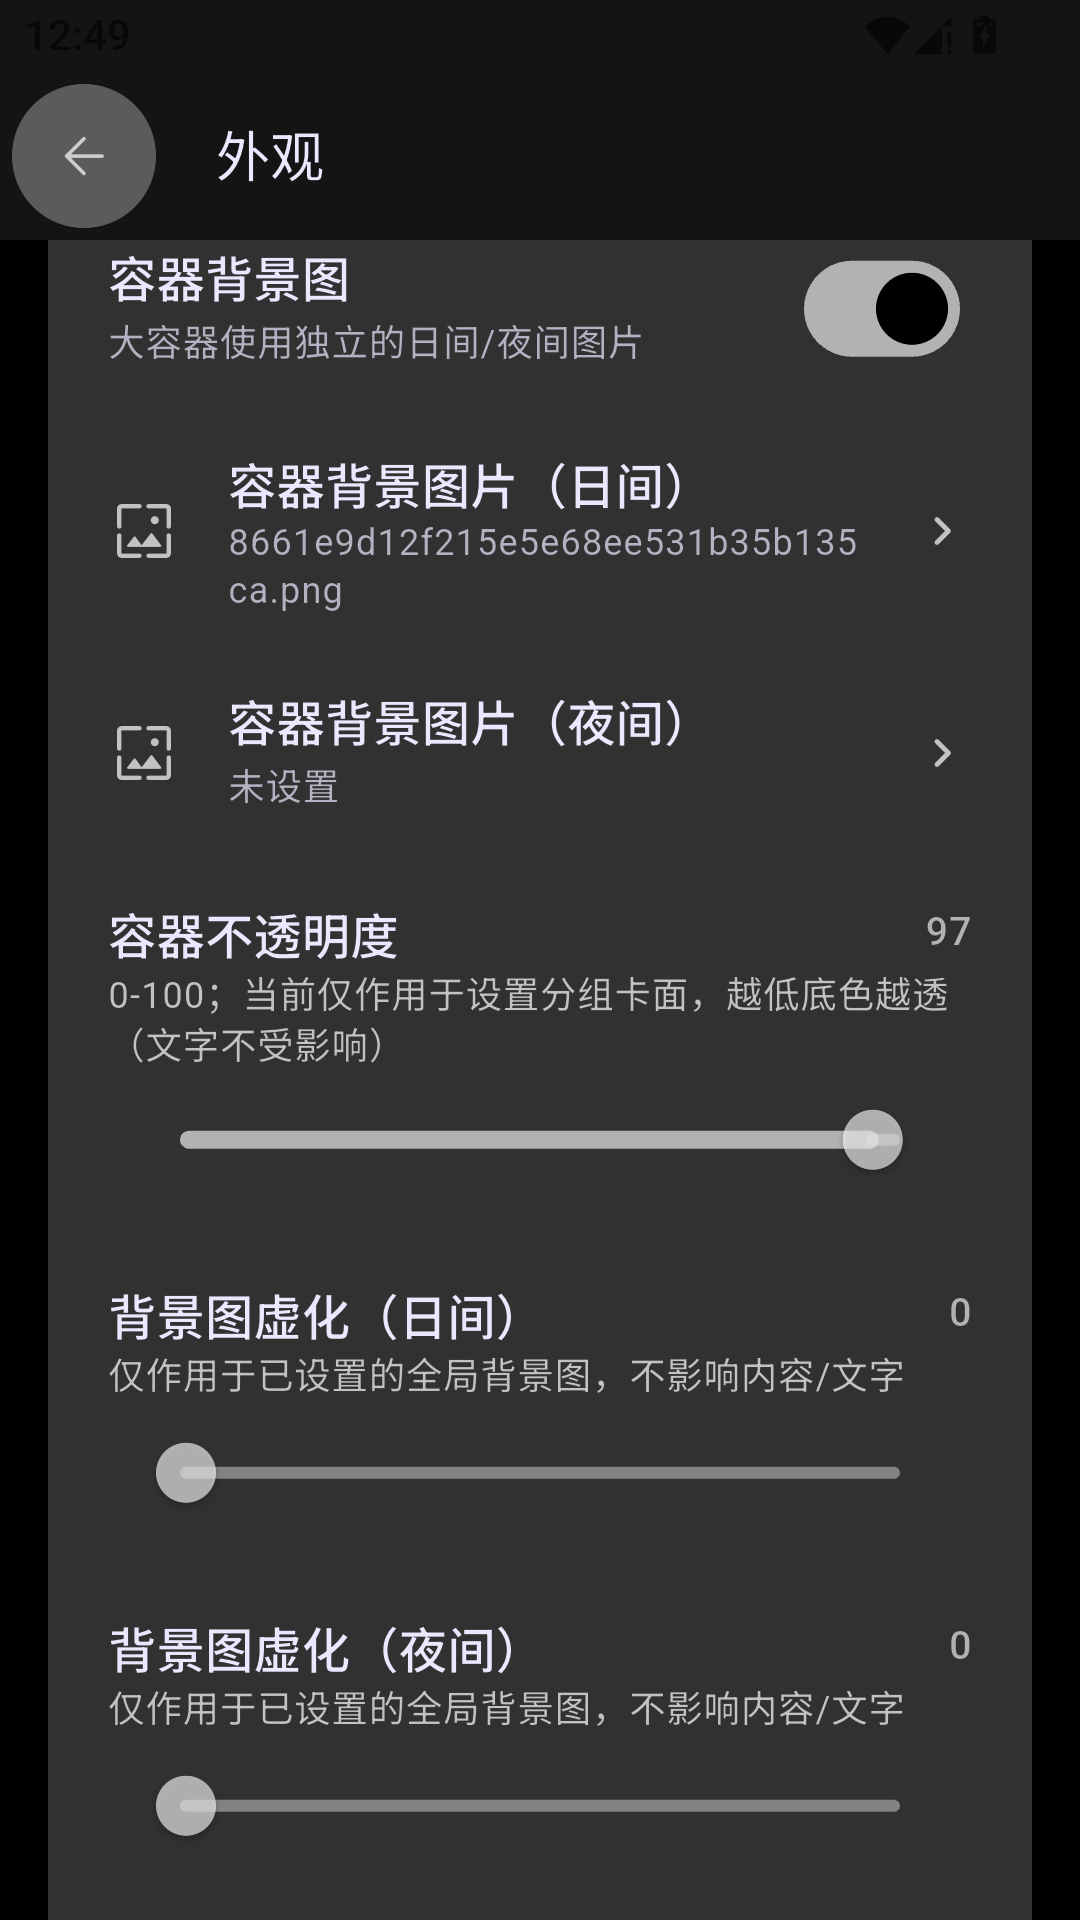 12:49
外观
容器背景图
大容器使用独立的日间/夜间图片
容器背景图片（日间）
8661e9d12f215e5e68ee531b35b135
ca.png
容器背景图片（夜间）
未设置
容器不透明度
97
0-100；当前仅作用于设置分组卡面，越低底色越透
（文字不受影响）
背景图虚化（日间）
0
仅作用于已设置的全局背景图，不影响内容/文字
背景图虚化（夜间）
0
仅作用于已设置的全局背景图，不影响内容/文字